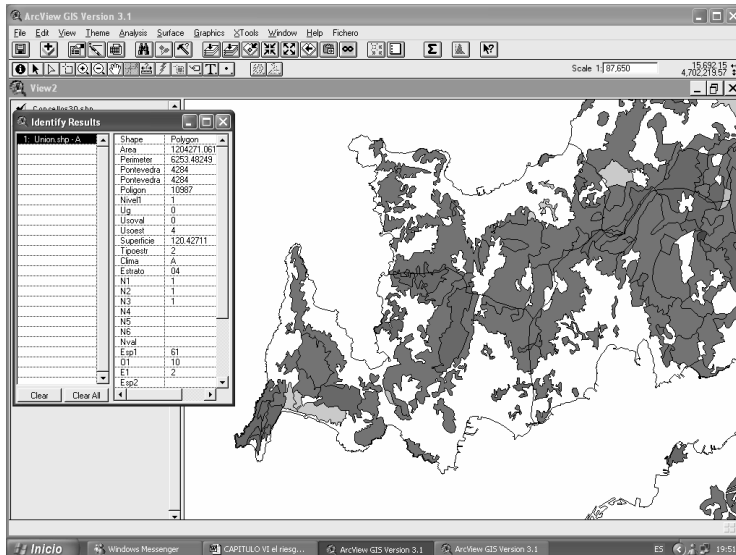 ArcView GIS Version 3.1
File Edit View Theme Analysis Surface Graphics XTools Window Help Fichero
Scale 1: 87,650
15,692.15
4,702,219.57
View2
Concellos30.shp
Identify Results
1: Union.shp - A
Shape Polygon
Area 1204271.061
Perimeter 6253.48249
Pontevedra 4284
Pontevedra 4284
Poligon 10987
Nivel1 1
Ug 0
Usoval 0
Usoest 4
Superficie 120.42711
Tipoestr 2
Clima A
Estrato 04
N1 1
N2 1
N3 1
N4
N5
N6
Nval
Esp1 61
O1 10
E1 2
Esp2
Clear Clear All
Inicio Windows Messenger CAPITULO VI el riesg... ArcView GIS Version 3.1 ArcView GIS Version 3.1 ES 19:51